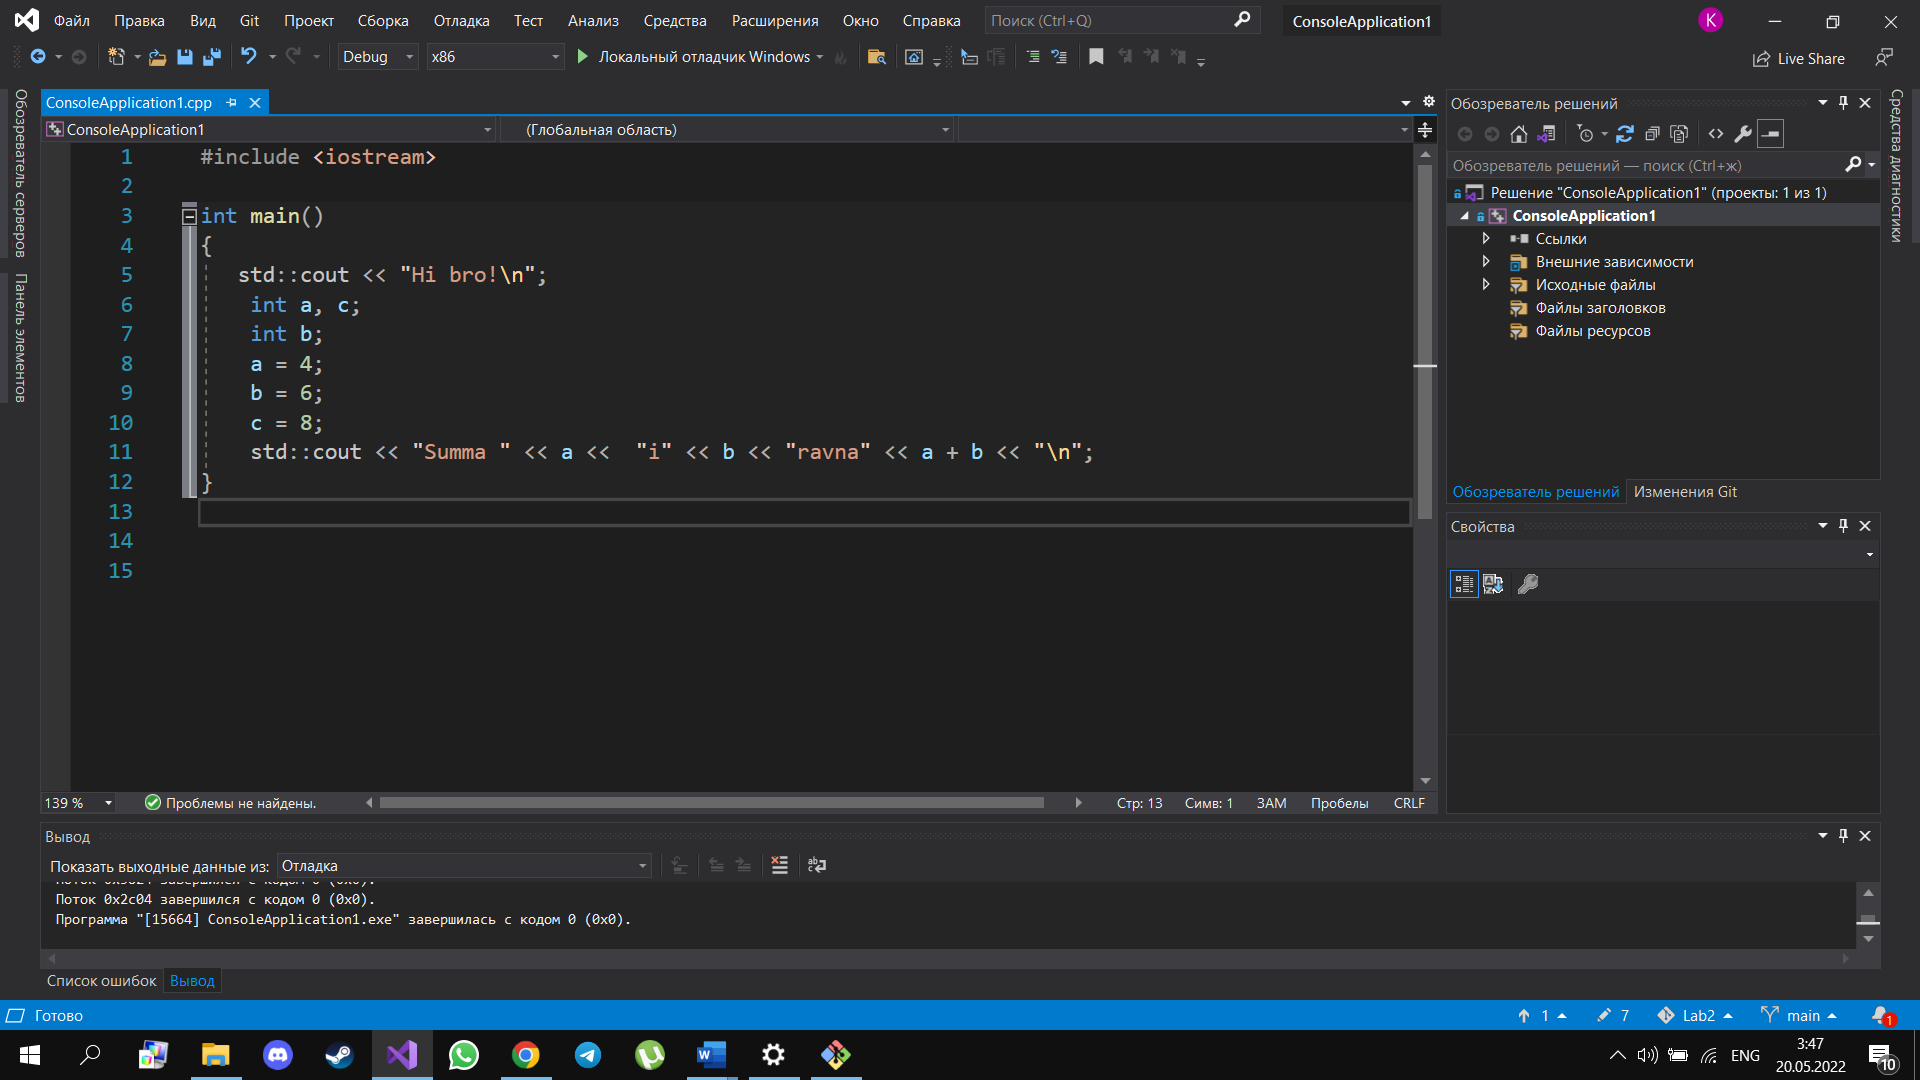 Файл Правка Вид Git Проект Сборка Отладка Тест Анализ Средства Расширения Окно Справка Поиск (Ctrl+Q) ConsoleApplication1 K
Debug x86 Локальный отладчик Windows Live Share
Обозреватель серверов
Панель элементов
ConsoleApplication1.cpp
ConsoleApplication1 (Глобальная область)
1 #include <iostream>
2
3 int main()
4 {
5 std::cout << "Hi bro!\n";
6 int a, c;
7 int b;
8 a = 4;
9 b = 6;
10 c = 8;
11 std::cout << "Summa " << a <<  "i" << b << "ravna" << a + b << "\n";
12 }
13
14
15
139 % Проблемы не найдены. Стр: 13 Симв: 1 ЗАМ Пробелы CRLF
Обозреватель решений
Обозреватель решений — поиск (Ctrl+ж)
Решение "ConsoleApplication1" (проекты: 1 из 1)
ConsoleApplication1
Ссылки
Внешние зависимости
Исходные файлы
Файлы заголовков
Файлы ресурсов
Обозреватель решений Изменения Git
Свойства
Средства диагностики
Вывод
Показать выходные данные из: Отладка
Поток 0x2c04 завершился с кодом 0 (0x0).
Программа "[15664] ConsoleApplication1.exe" завершилась с кодом 0 (0x0).
Список ошибок Вывод
Готово 1 7 Lab2 main 1
ENG 3:47
20.05.2022 10